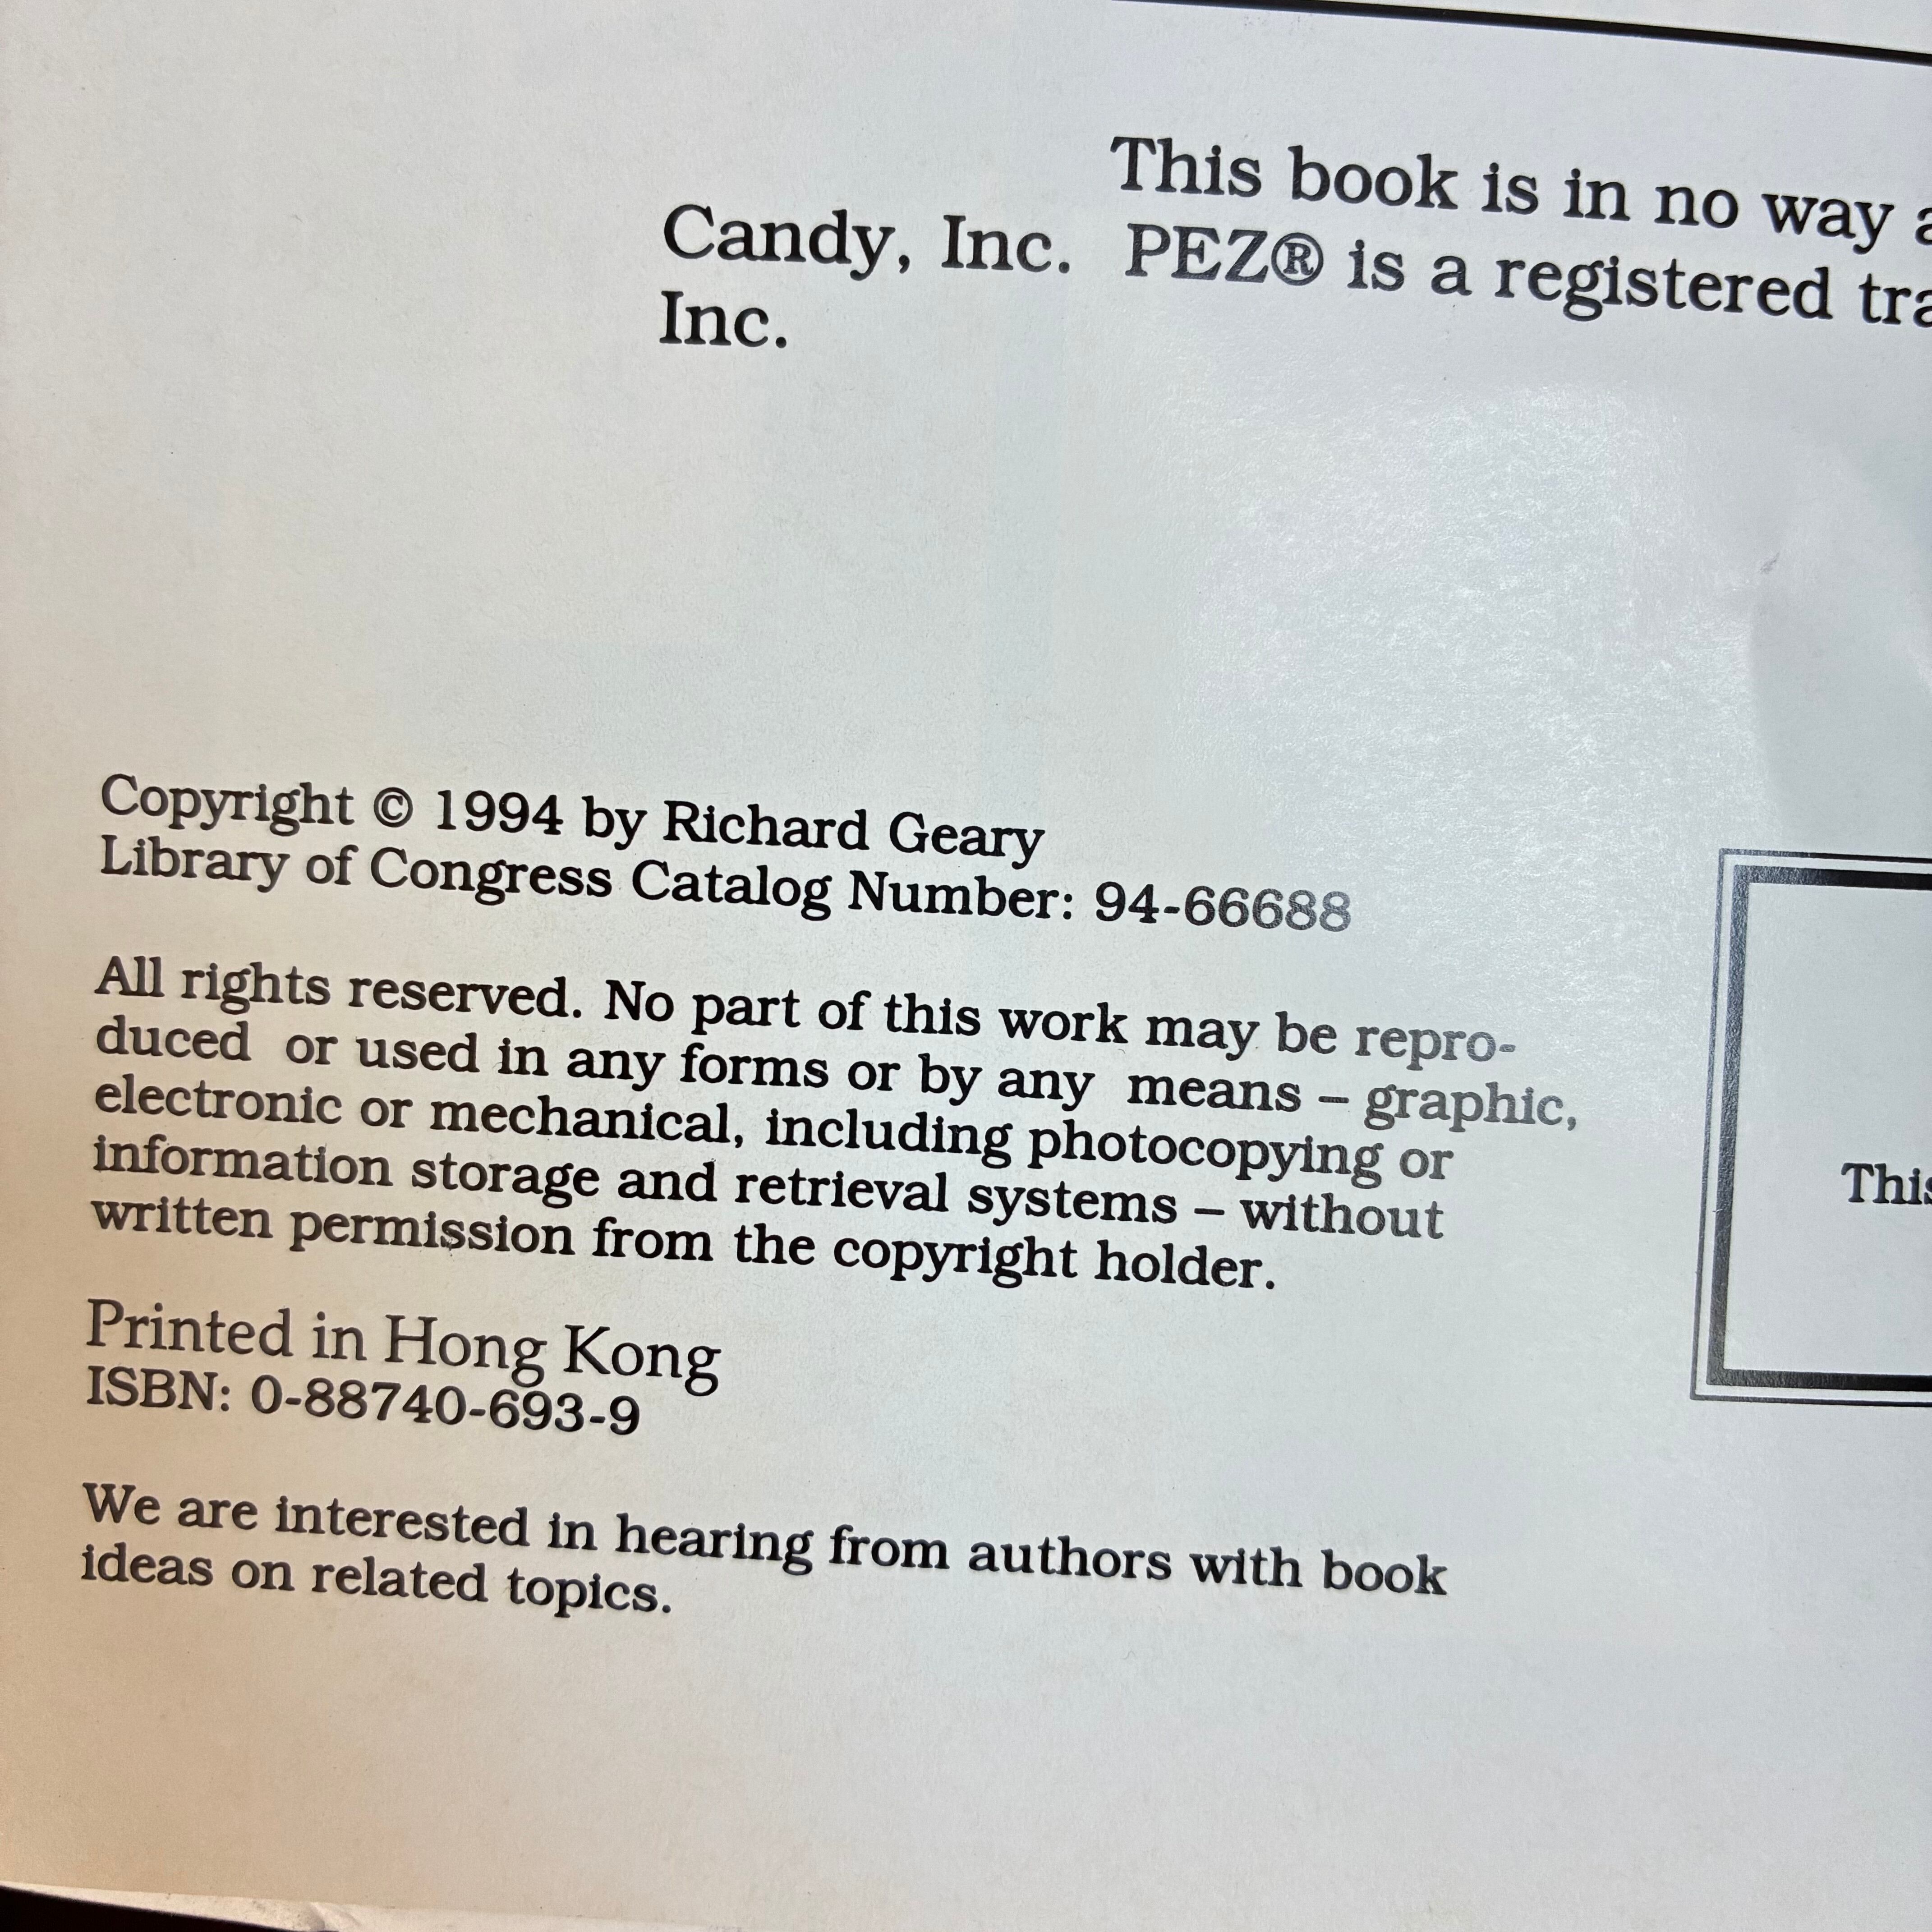 This book is in no way
Candy, Inc. PEZ® is a registered
Inc.
Copyright © 1994 by Richard Geary
Library of Congress Catalog Number: 94-66688
All rights reserved. No part of this work may be repro-
duced or used in any forms or by any means – graphic,
electronic or mechanical, including photocopying or
information storage and retrieval systems – without
written permission from the copyright holder.
Printed in Hong Kong
ISBN: 0-88740-693-9
We are interested in hearing from authors with book
ideas on related topics.
This